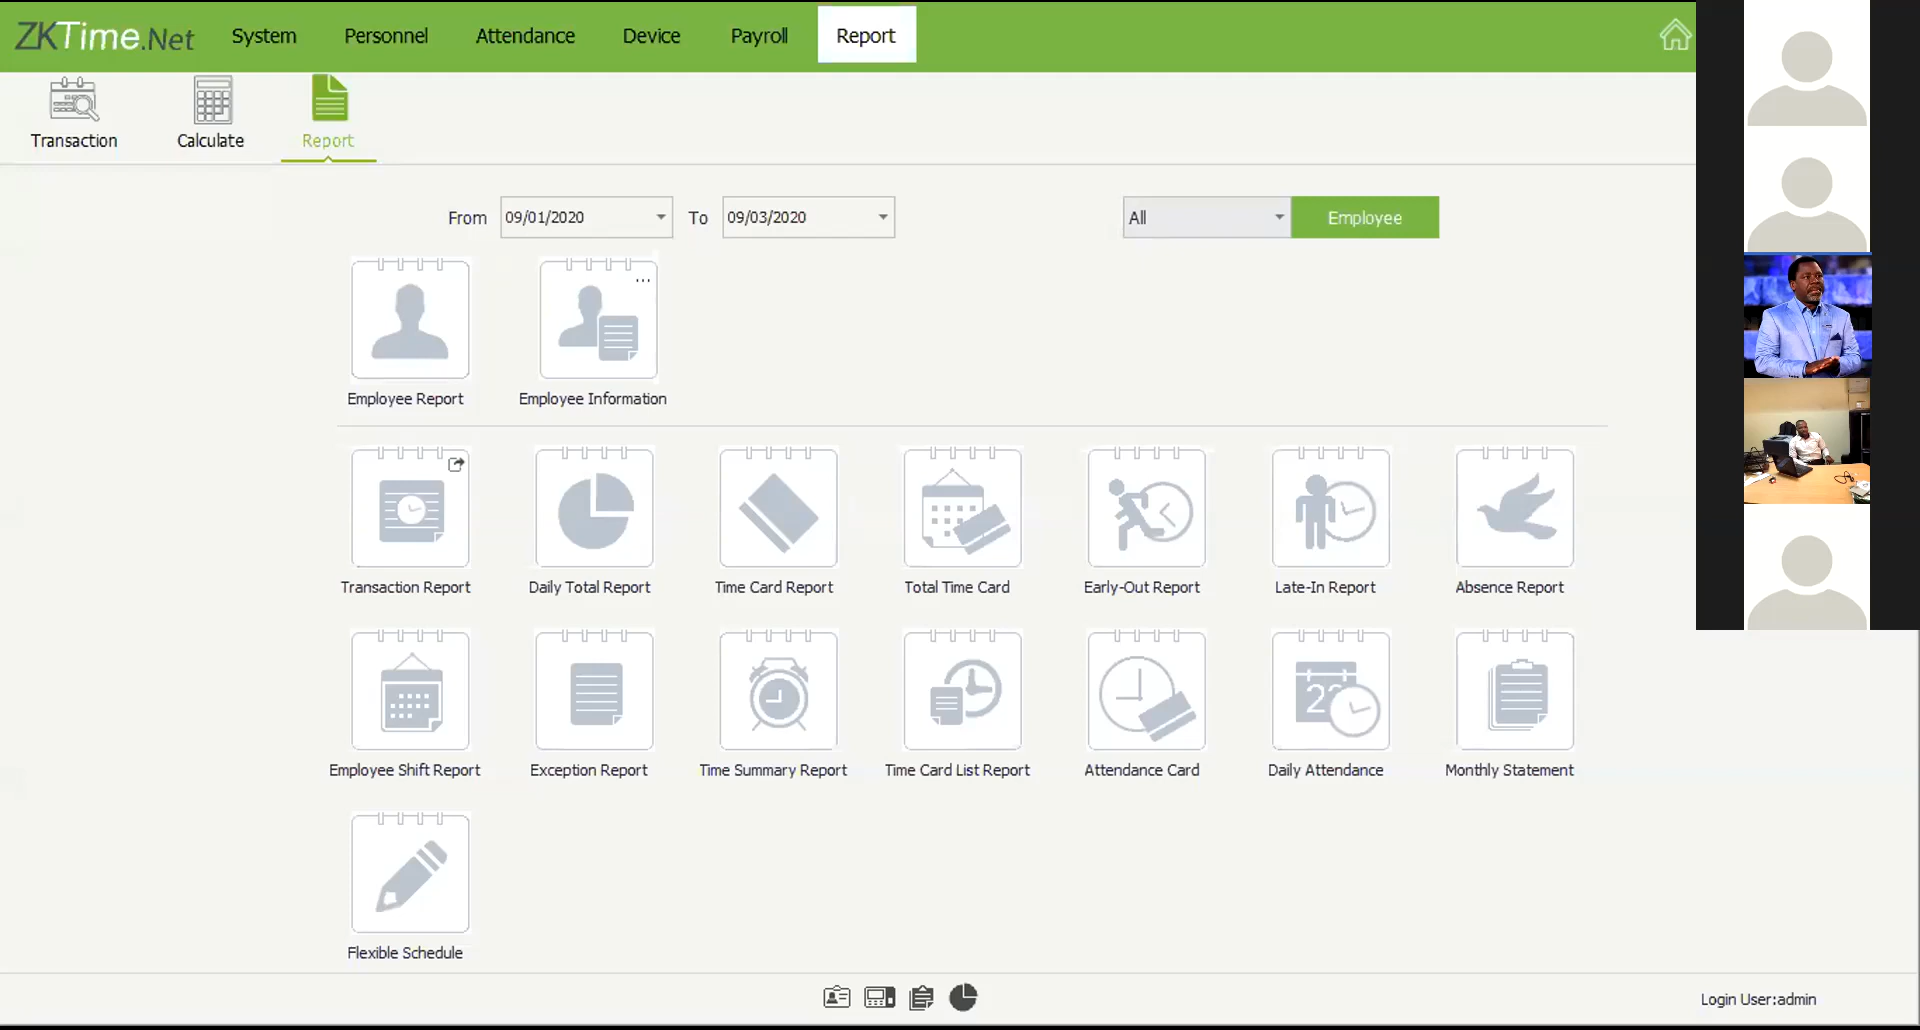 ZKTime.Net System Personnel Attendance Device Payroll Report
Transaction Calculate Report
From 09/01/2020 To 09/03/2020 All Employee
Employee Report Employee Information
Transaction Report Daily Total Report Time Card Report Total Time Card Early-Out Report Late-In Report Absence Report
Employee Shift Report Exception Report Time Summary Report Time Card List Report Attendance Card Daily Attendance Monthly Statement
Flexible Schedule
Login User:admin